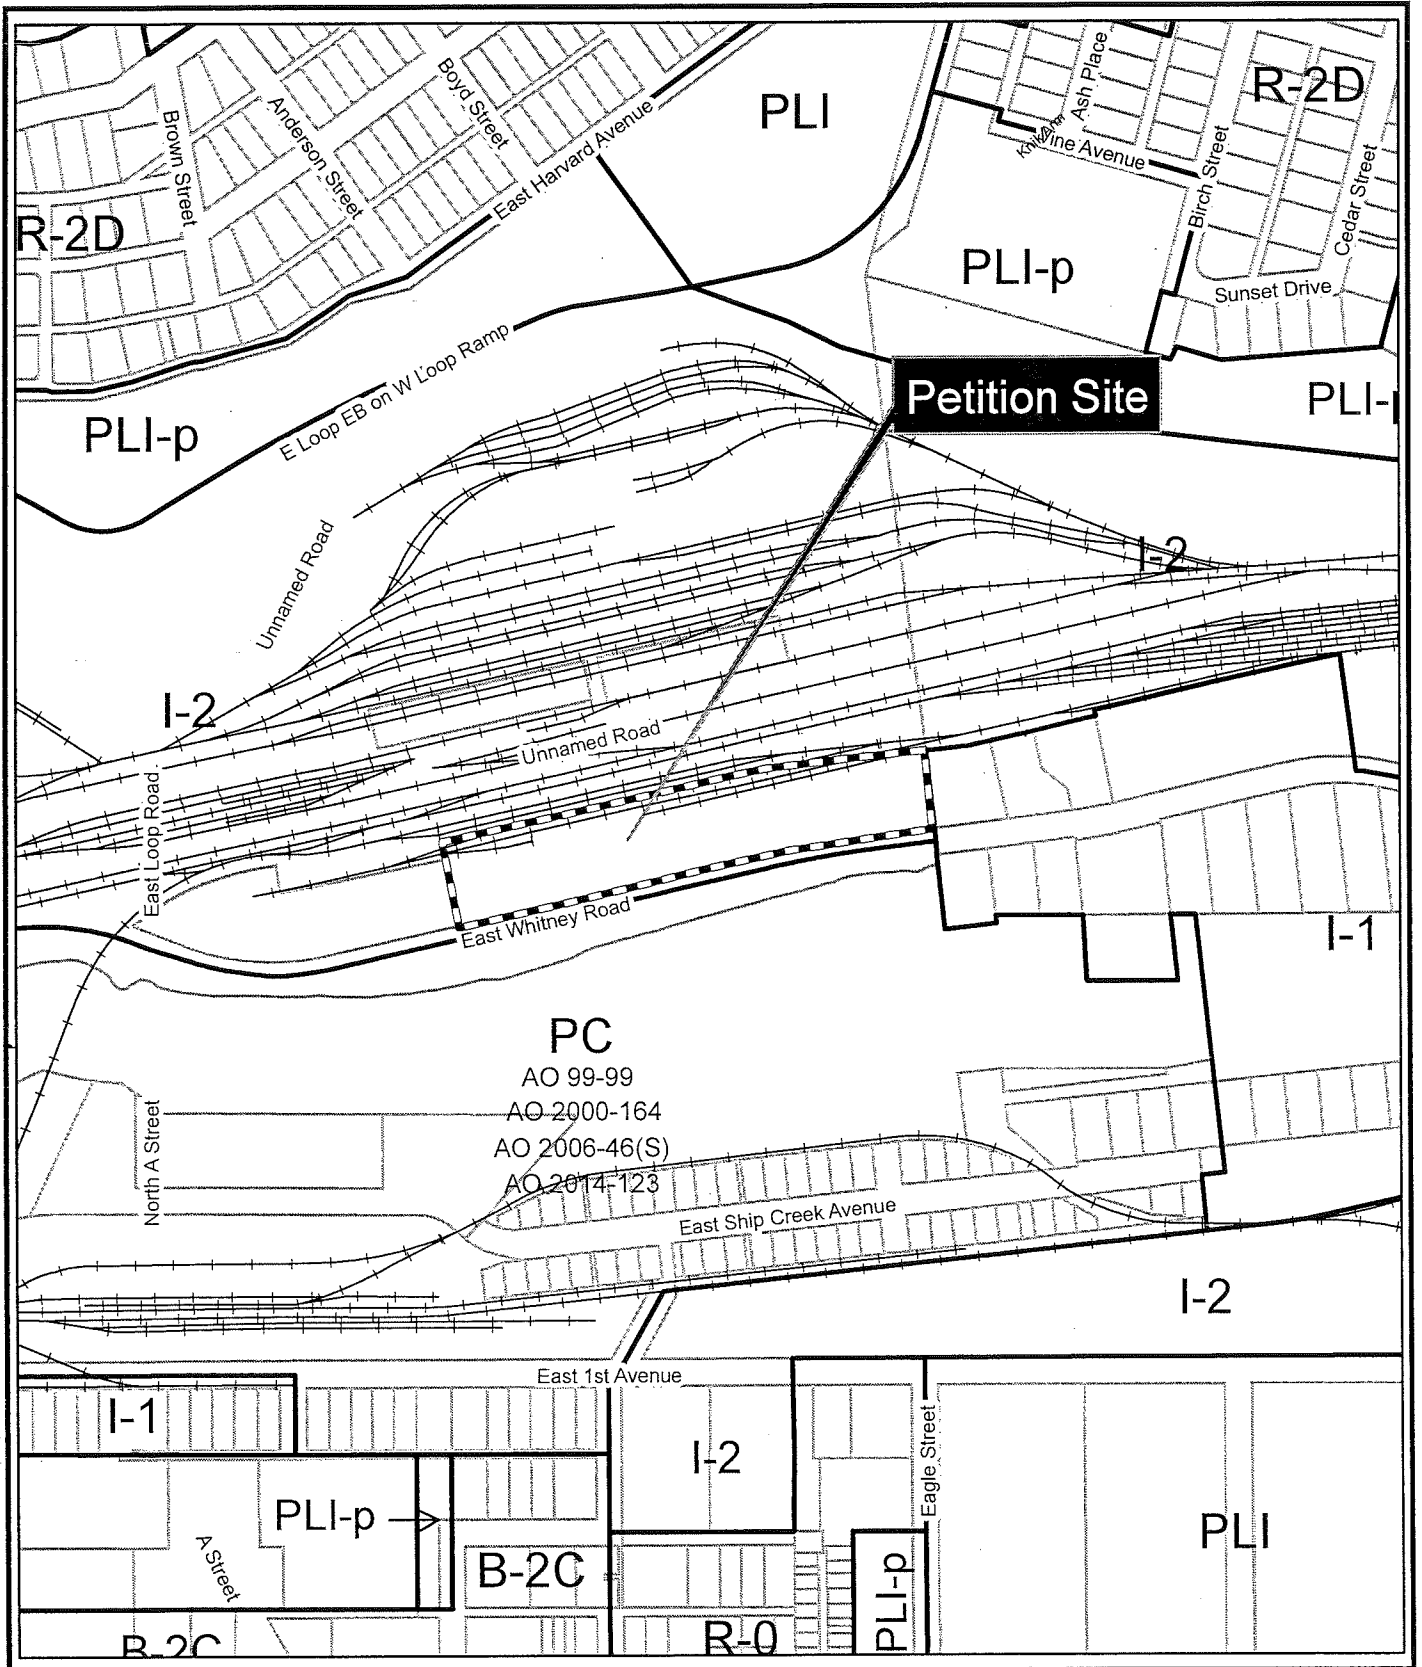 Boyd Street
Anderson Street
Brown Street
East Harvard Avenue
PLI
Ash Place
R-2D
Vine Avenue
Birch Street
Cedar Street
R-2D
PLI-p
Sunset Drive
E Loop EB on W Loop Ramp
Petition Site
PLI-p
PLI-
Unnamed Road
I-2
I-2
Unnamed Road
East Loop Road
East Whitney Road
I-1
PC
AO 99-99
AO 2000-164
AO 2006-46(S)
AO 2014-123
North A Street
East Ship Creek Avenue
I-2
East 1st Avenue
I-1
I-2
Eagle Street
PLI-p
PLI
A Street
B-2C
PLI-p
R-0
B-2C